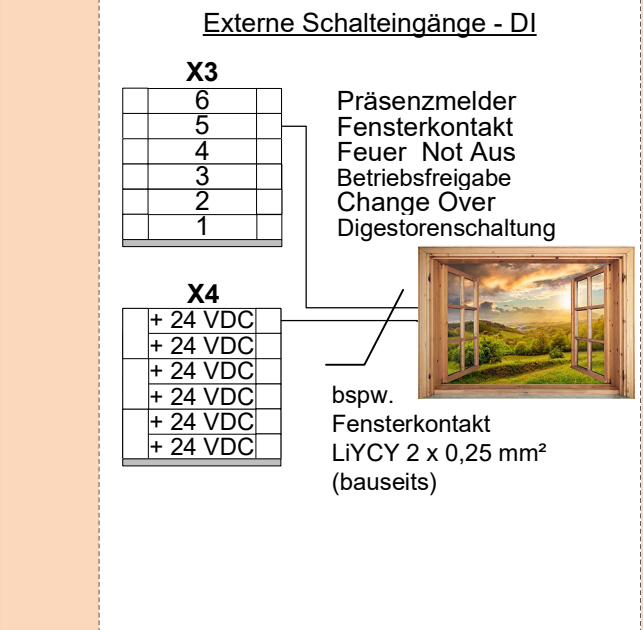 Externe Schalteingänge - DI
X3
6 Präsenzmelder
5 Fensterkontakt
4 Feuer Not Aus
3 Betriebsfreigabe
2 Change Over
1 Digestorenschaltung
X4
+ 24 VDC
+ 24 VDC
+ 24 VDC
+ 24 VDC
+ 24 VDC
+ 24 VDC
bspw.
Fensterkontakt
LiYCY 2 x 0,25 mm²
(bauseits)